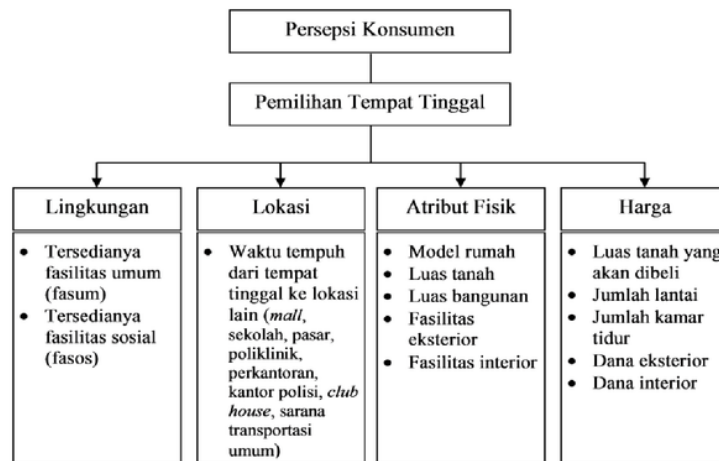 Persepsi Konsumen
Pemilihan Tempat Tinggal
Lingkungan
• Tersedianya
fasilitas umum
(fasum)
• Tersedianya
fasilitas sosial
(fasos)
Lokasi
• Waktu tempuh
dari tempat
tinggal ke lokasi
lain (mall,
sekolah, pasar,
poliklinik,
perkantoran,
kantor polisi, club
house, sarana
transportasi
umum)
Atribut Fisik
• Model rumah
• Luas tanah
• Luas bangunan
• Fasilitas
eksterior
• Fasilitas interior
Harga
• Luas tanah yang
akan dibeli
• Jumlah lantai
• Jumlah kamar
tidur
• Dana eksterior
• Dana interior